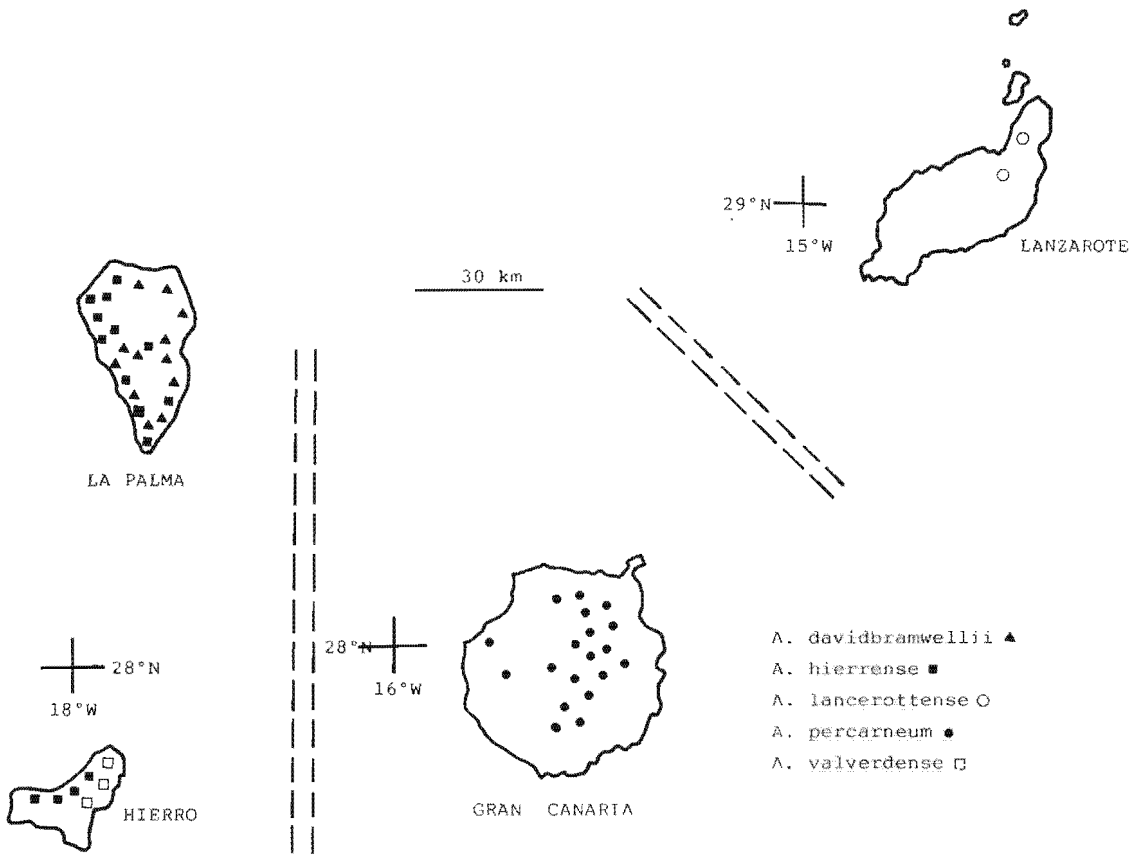 29°N
15°W
LANZAROTE
30 km
LA PALMA
28°N
18°W
28°N
16°W
A. davidbramwellii ▲
A. hierrense ■
A. lancerottense ○
A. percarneum ●
A. valverdense □
HIERRO
GRAN CANARIA